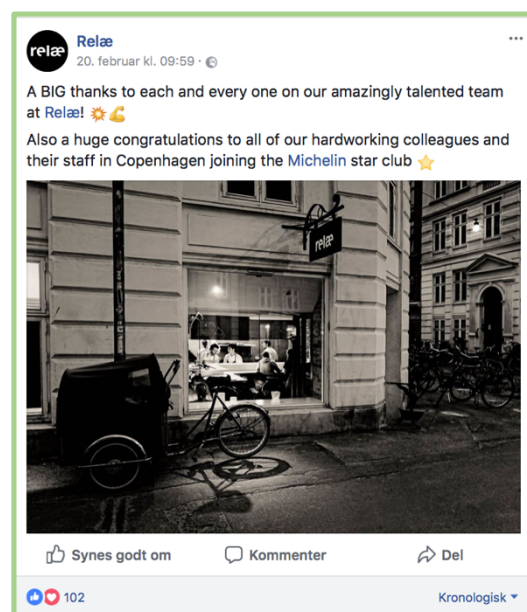 relæ
Relæ
20. februar kl. 09:59 ·
A BIG thanks to each and every one on our amazingly talented team
at Relæ! 💥💪
Also a huge congratulations to all of our hardworking colleagues and
their staff in Copenhagen joining the Michelin star club ⭐
relæ
Synes godt om
Kommenter
Del
102
Kronologisk